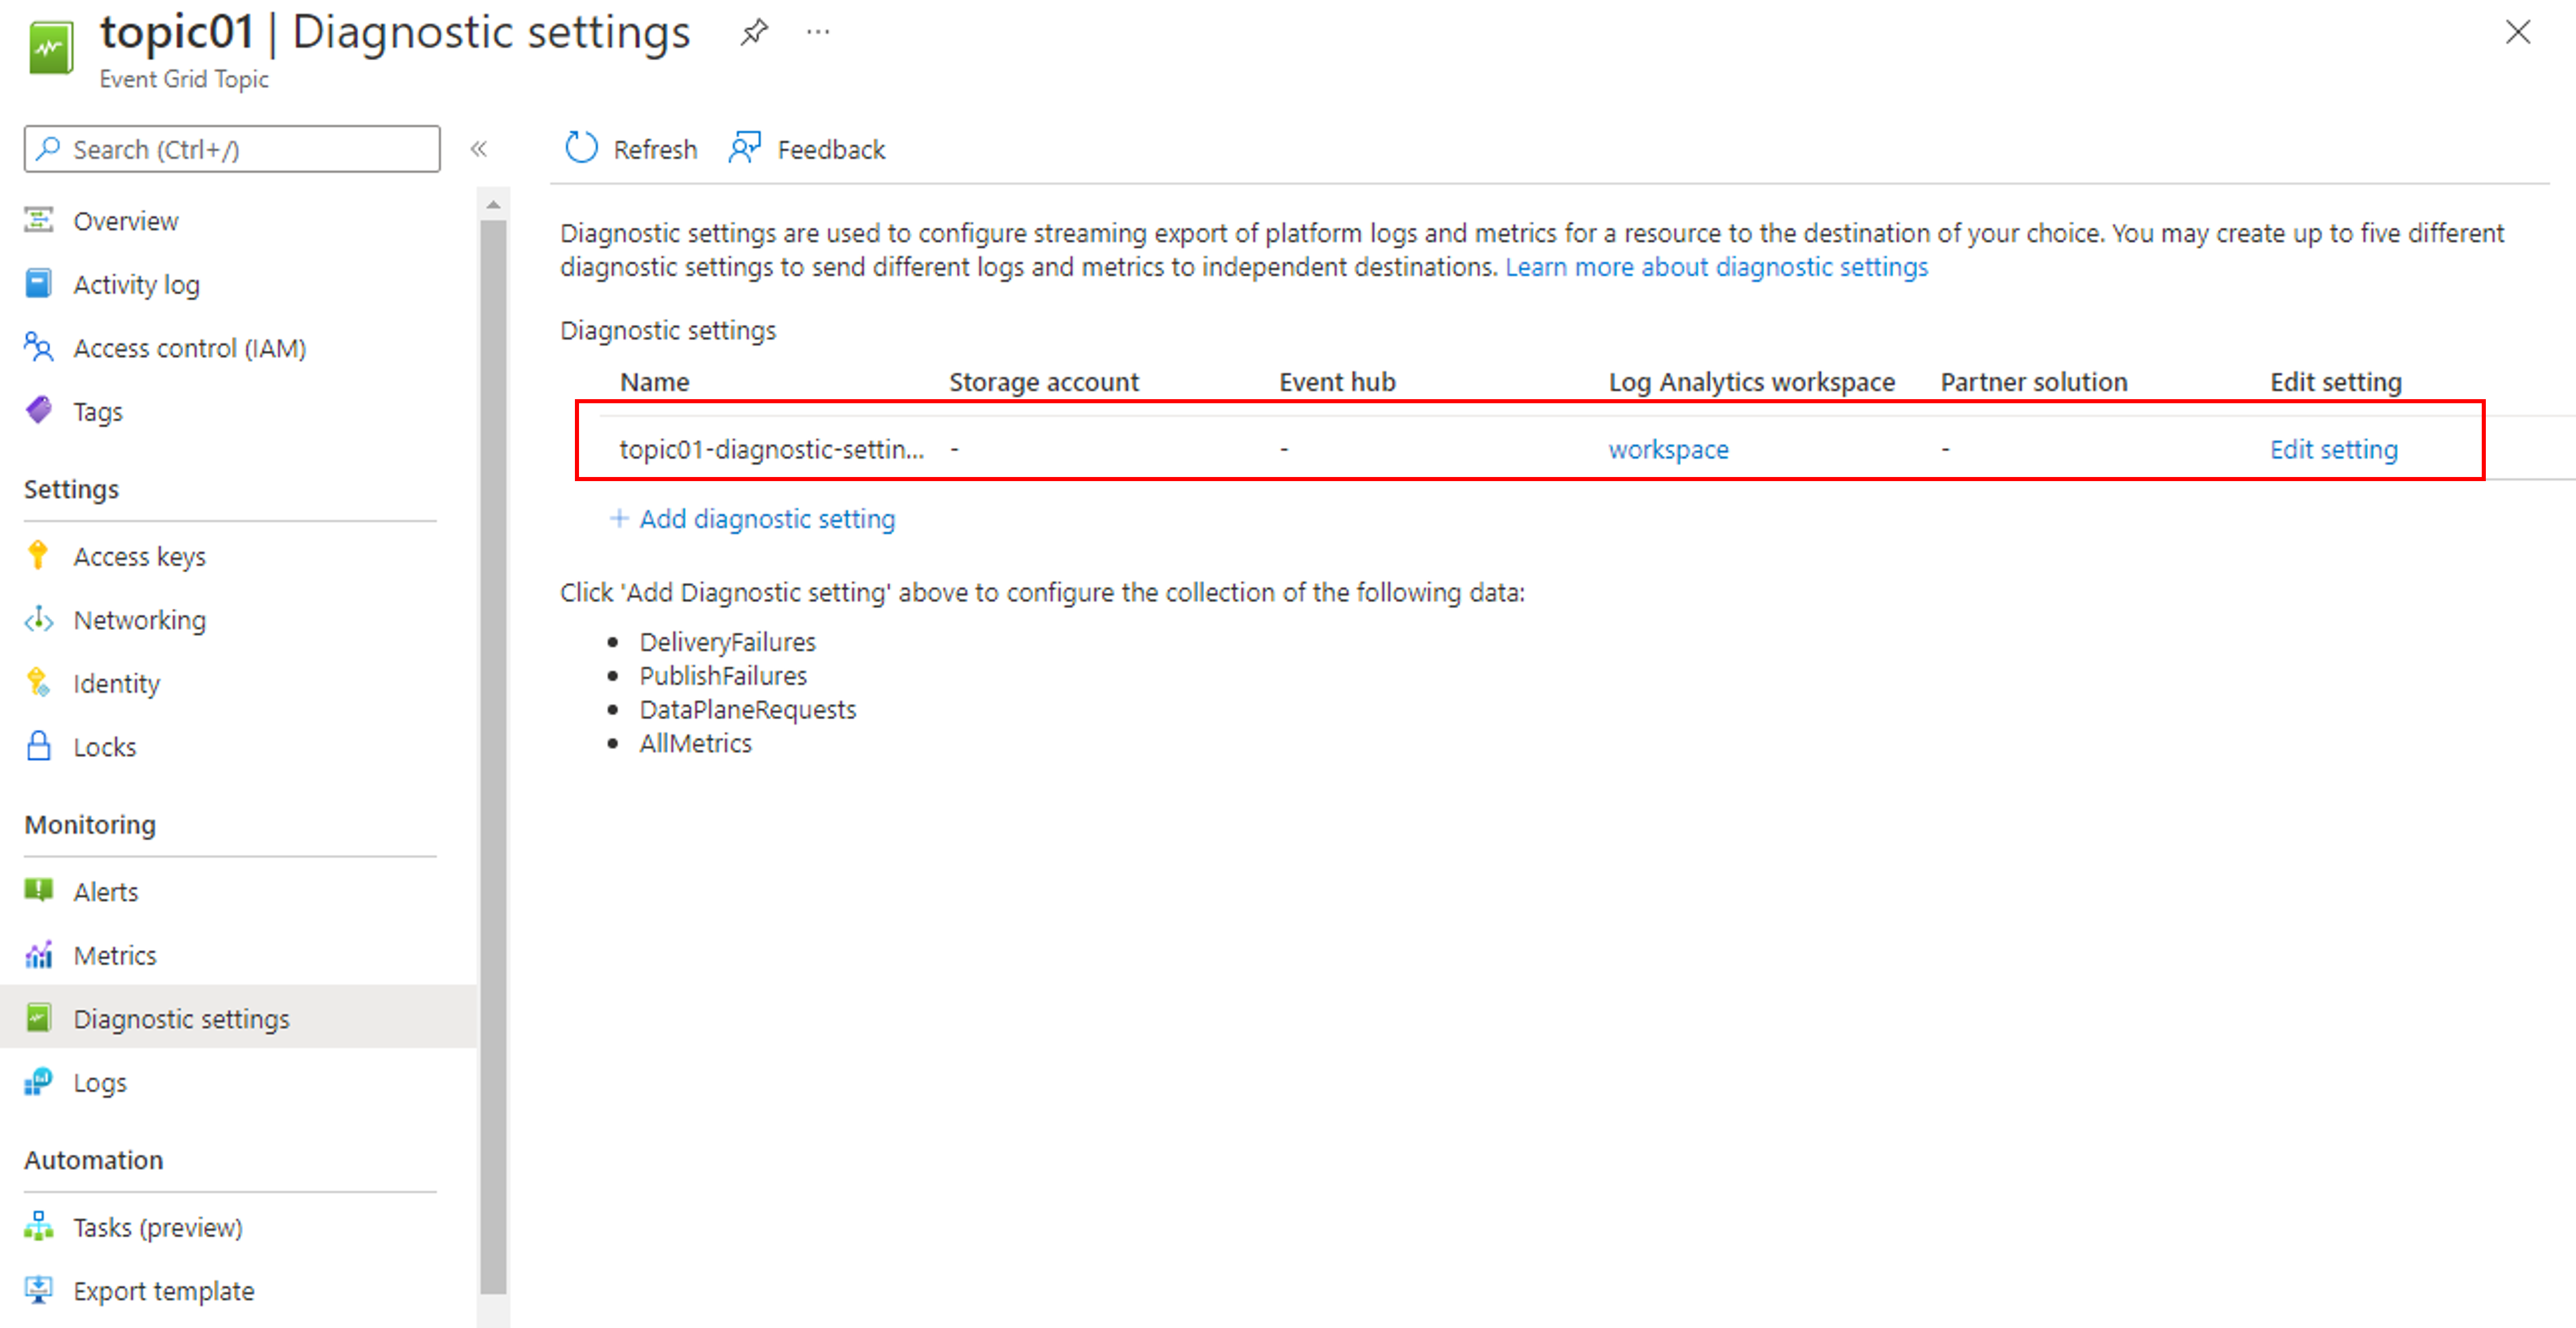 topic01 | Diagnostic settings ...
Event Grid Topic
Search (Ctrl+/)
«
Refresh
Feedback
Overview
Activity log
Access control (IAM)
Tags
Settings
Access keys
Networking
Identity
Locks
Monitoring
Alerts
Metrics
Diagnostic settings
Logs
Automation
Tasks (preview)
Export template
Diagnostic settings are used to configure streaming export of platform logs and metrics for a resource to the destination of your choice. You may create up to five different
diagnostic settings to send different logs and metrics to independent destinations. Learn more about diagnostic settings
Diagnostic settings
Name Storage account Event hub Log Analytics workspace Partner solution Edit setting
topic01-diagnostic-settin... - - workspace - Edit setting
+ Add diagnostic setting
Click 'Add Diagnostic setting' above to configure the collection of the following data:
• DeliveryFailures
• PublishFailures
• DataPlaneRequests
• AllMetrics